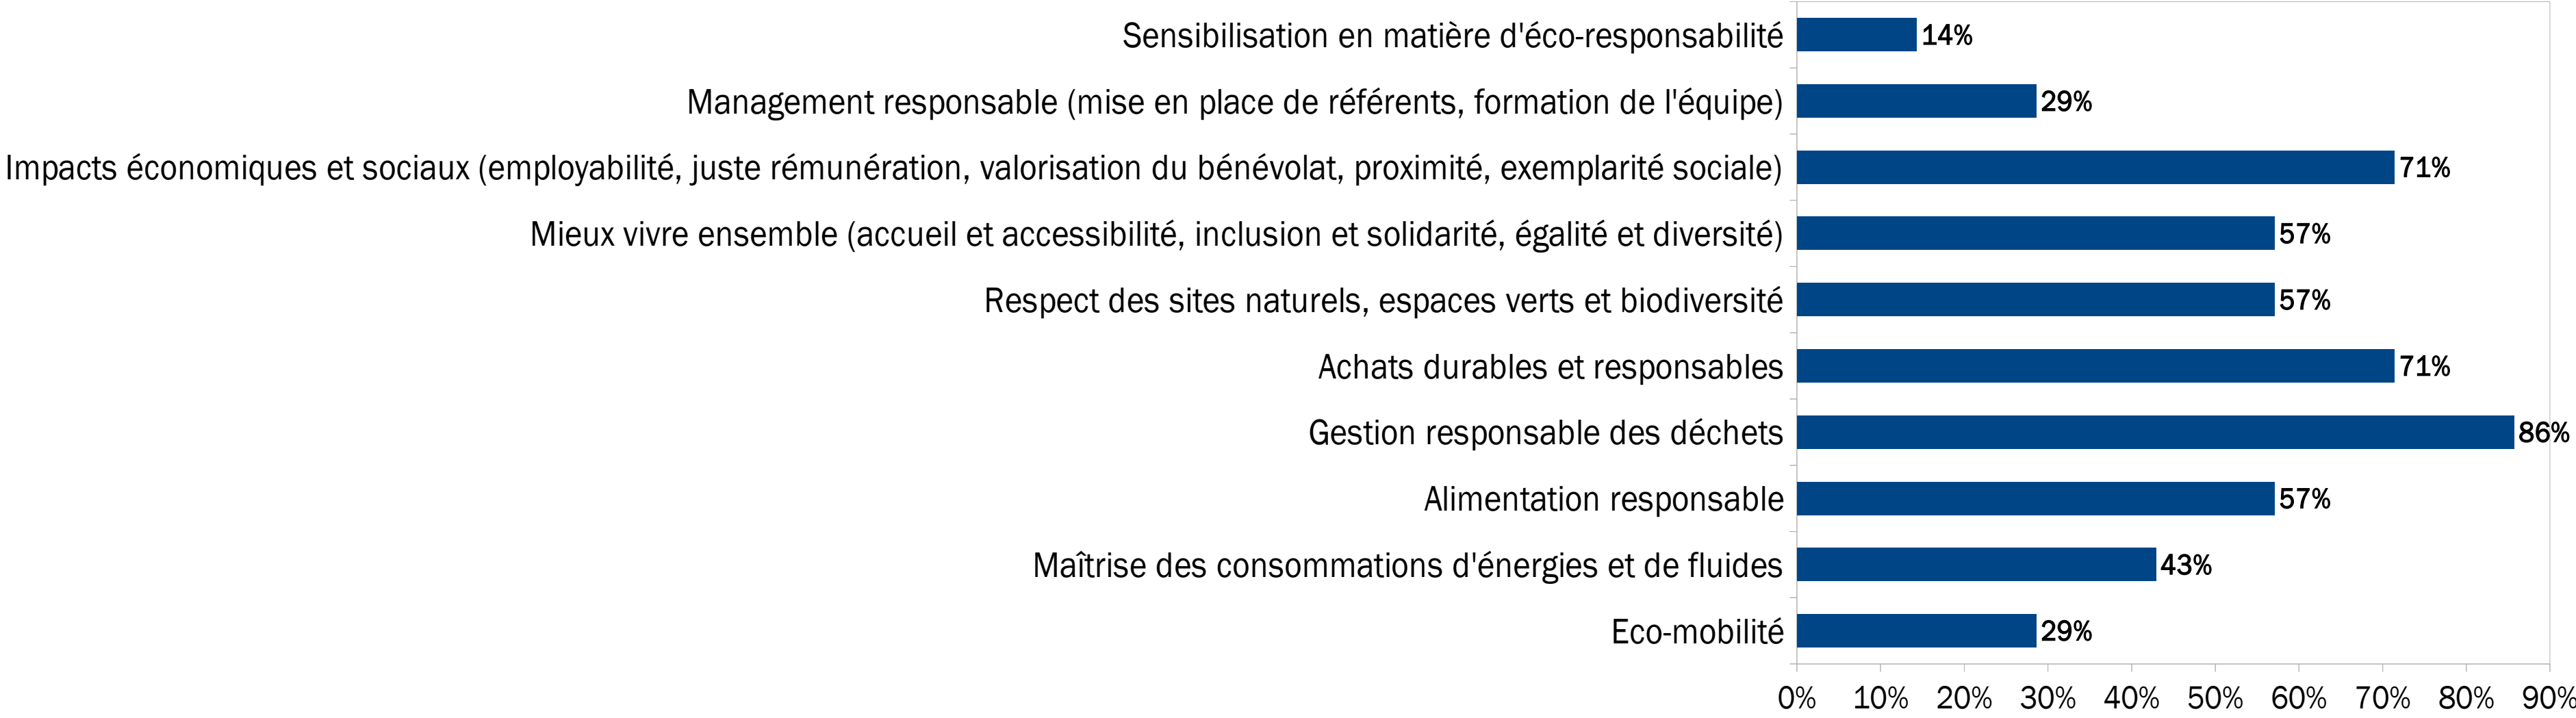 Sensibilisation en matière d'éco-responsabilité 14%
Management responsable (mise en place de référents, formation de l'équipe) 29%
Impacts économiques et sociaux (employabilité, juste rémunération, valorisation du bénévolat, proximité, exemplarité sociale) 71%
Mieux vivre ensemble (accueil et accessibilité, inclusion et solidarité, égalité et diversité) 57%
Respect des sites naturels, espaces verts et biodiversité 57%
Achats durables et responsables 71%
Gestion responsable des déchets 86%
Alimentation responsable 57%
Maîtrise des consommations d'énergies et de fluides 43%
Eco-mobilité 29%
0% 10% 20% 30% 40% 50% 60% 70% 80% 90%